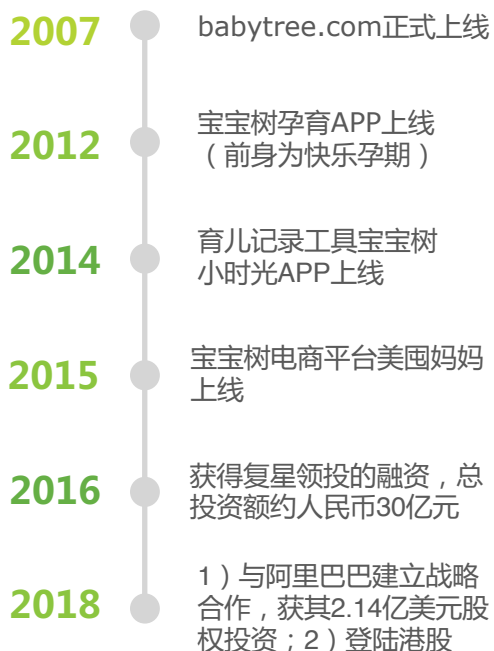 2007
babytree.com正式上线
2012
宝宝树孕育APP上线
（前身为快乐孕期）
2014
育儿记录工具宝宝树
小时光APP上线
2015
宝宝树电商平台美囤妈妈
上线
2016
获得复星领投的融资，总
投资额约人民币30亿元
2018
1）与阿里巴巴建立战略
合作，获其2.14亿美元股
权投资；2）登陆港股